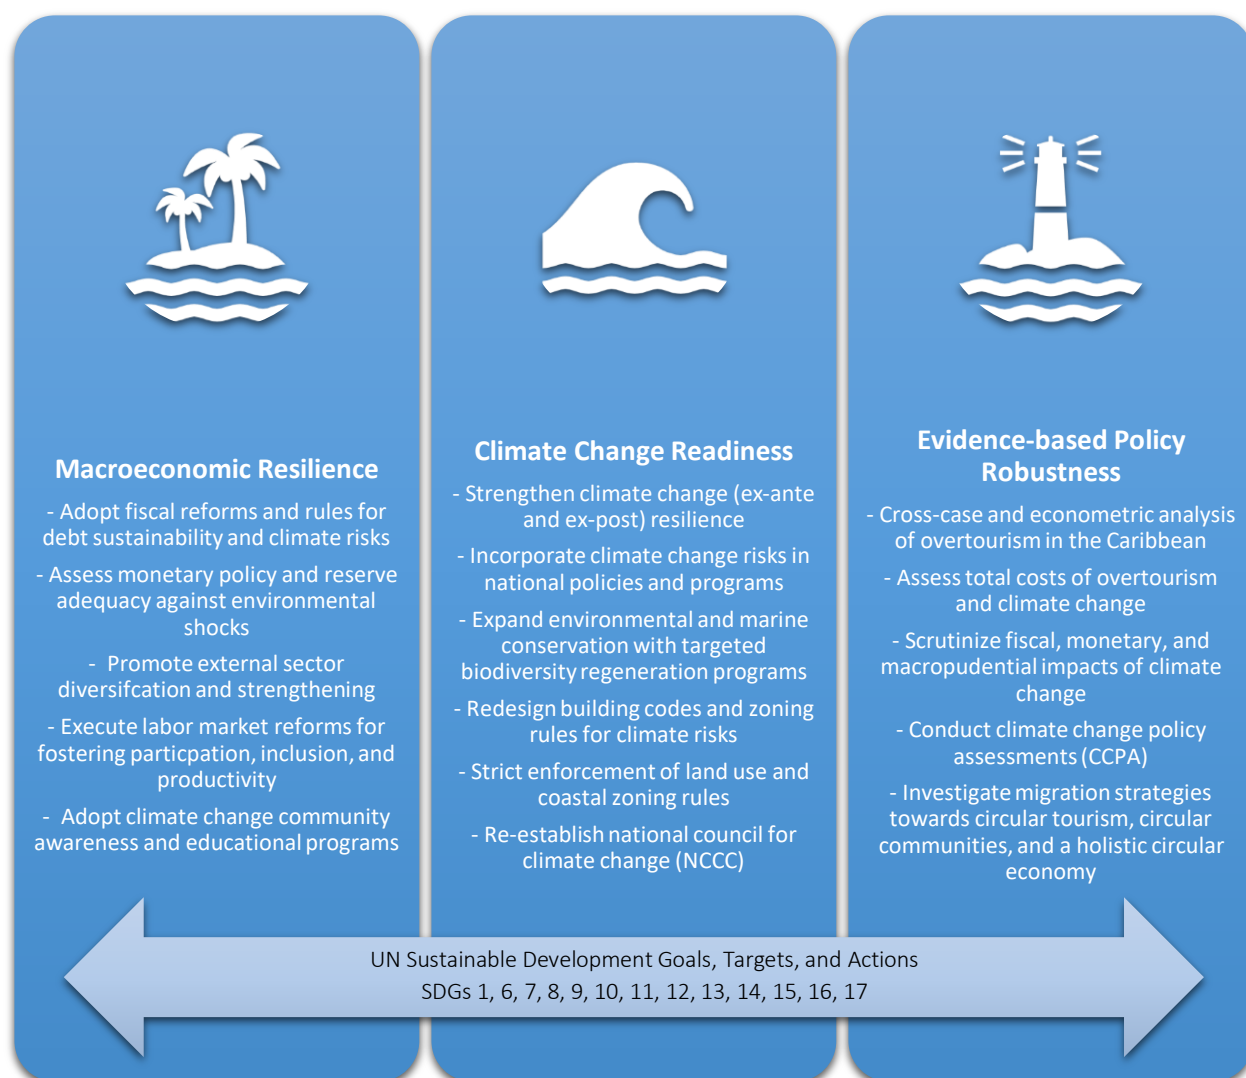 Macroeconomic Resilience
- Adopt fiscal reforms and rules for
debt sustainability and climate risks
- Assess monetary policy and reserve
adequacy against environmental
shocks
- Promote external sector
diversifcation and strengthening
- Execute labor market reforms for
fostering particpation, inclusion, and
productivity
- Adopt climate change community
awareness and educational programs
Climate Change Readiness
- Strengthen climate change (ex-ante
and ex-post) resilience
- Incorporate climate change risks in
national policies and programs
- Expand environmental and marine
conservation with targeted
biodiversity regeneration programs
- Redesign building codes and zoning
rules for climate risks
- Strict enforcement of land use and
coastal zoning rules
- Re-establish national council for
climate change (NCCC)
Evidence-based Policy
Robustness
- Cross-case and econometric analysis
of overtourism in the Caribbean
- Assess total costs of overtourism
and climate change
- Scrutinize fiscal, monetary, and
macropudential impacts of climate
change
- Conduct climate change policy
assessments (CCPA)
- Investigate migration strategies
towards circular tourism, circular
communities, and a holistic circular
economy
UN Sustainable Development Goals, Targets, and Actions
SDGs 1, 6, 7, 8, 9, 10, 11, 12, 13, 14, 15, 16, 17